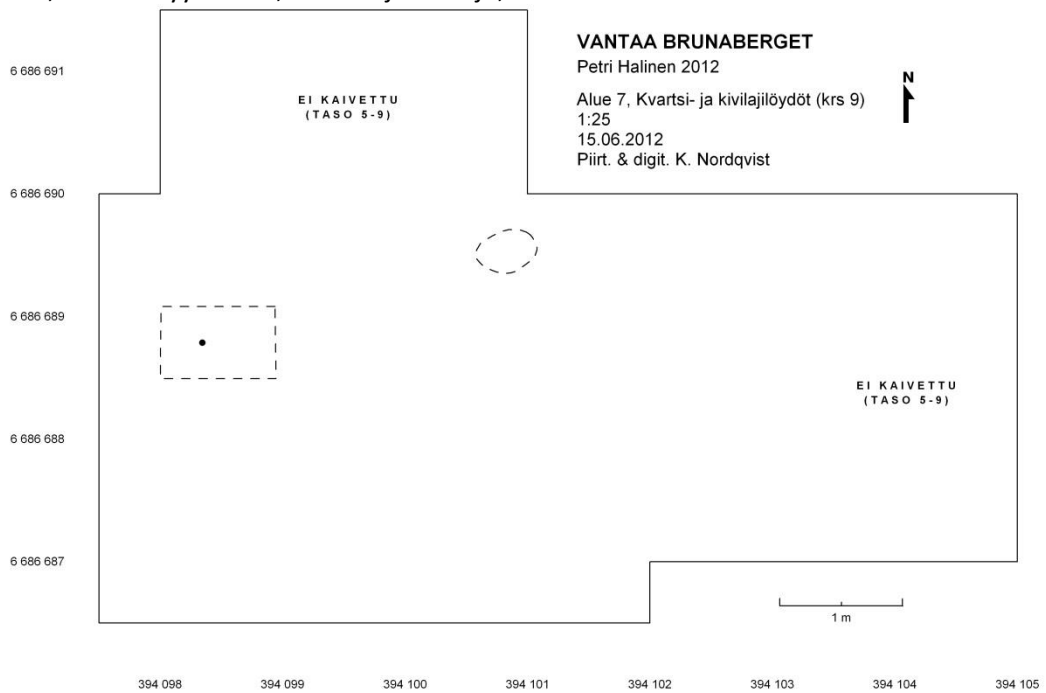 VANTAA BRUNABERGET
Petri Halinen 2012
Alue 7, Kvartsi- ja kivilajilöydöt (krs 9)
1:25
15.06.2012
Piirt. & digit. K. Nordqvist
N
6 686 691
EI KAIVETTU
(TASO 5-9)
6 686 690
6 686 689
EI KAIVETTU
(TASO 5-9)
6 686 688
6 686 687
1 m
394 098 394 099 394 100 394 101 394 102 394 103 394 104 394 105